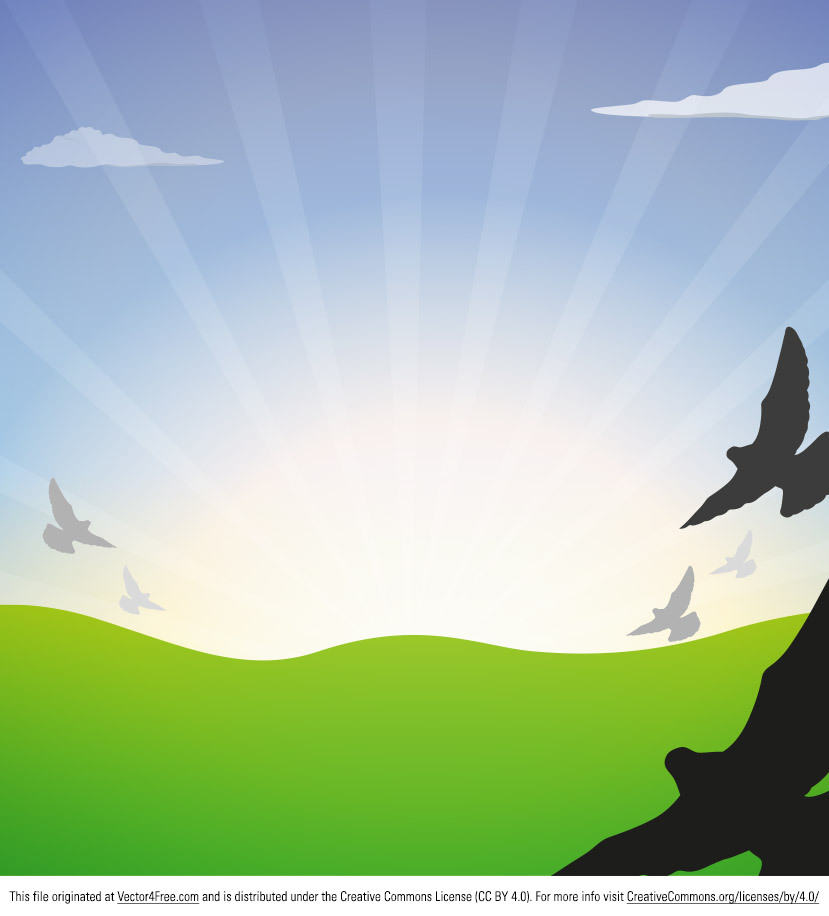 This file originated at Vector4Free.com and is distributed under the Creative Commons License (CC BY 4.0). For more info visit CreativeCommons.org/licenses/by/4.0/